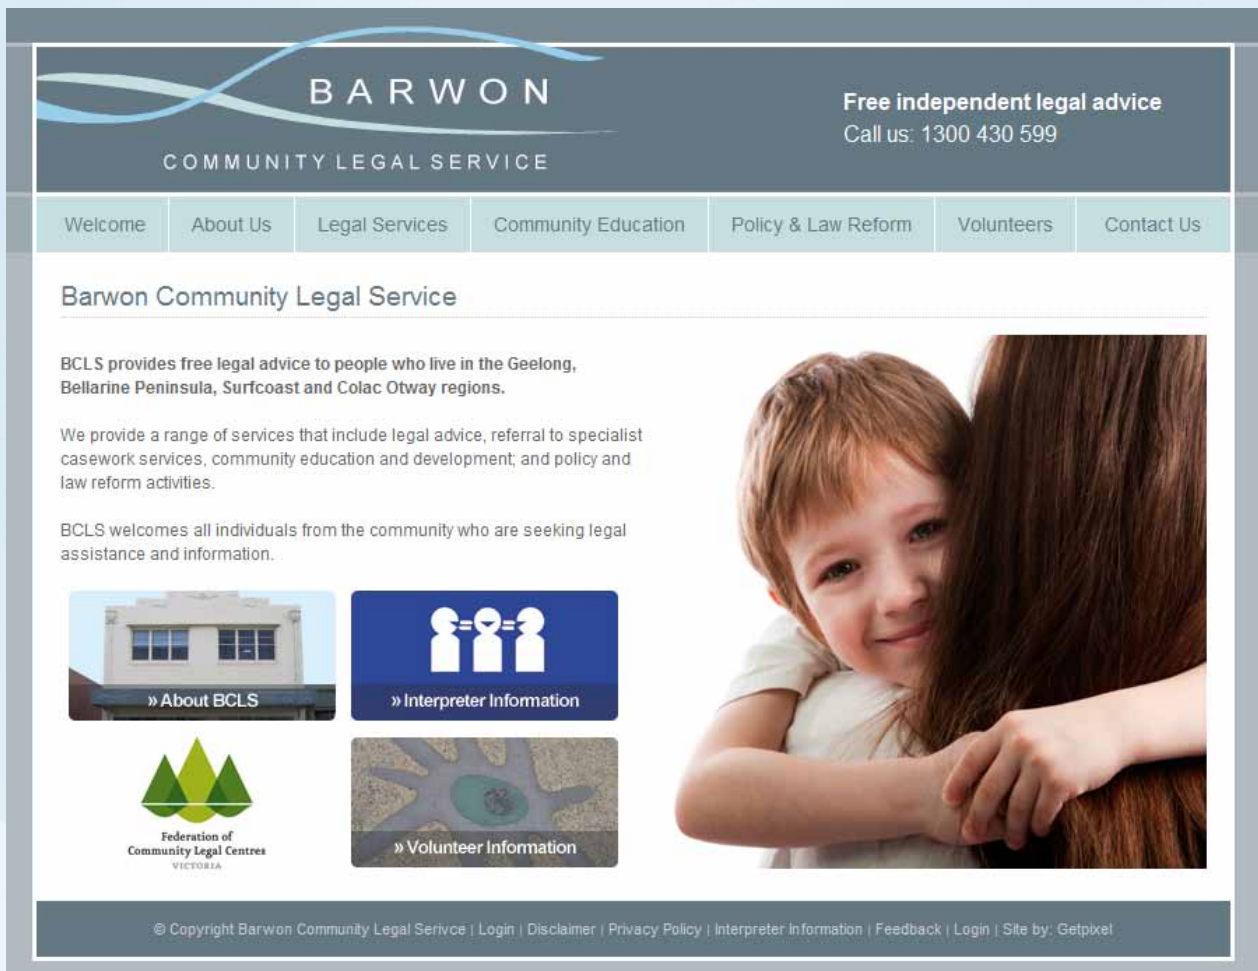 BARWON
COMMUNITY LEGAL SERVICE
Free independent legal advice
Call us: 1300 430 599
Welcome
About Us
Legal Services
Community Education
Policy & Law Reform
Volunteers
Contact Us
Barwon Community Legal Service
BCLS provides free legal advice to people who live in the Geelong,
Bellarine Peninsula, Surfcoast and Colac Otway regions.
We provide a range of services that include legal advice, referral to specialist
casework services, community education and development; and policy and
law reform activities.
BCLS welcomes all individuals from the community who are seeking legal
assistance and information.
» About BCLS
» Interpreter Information
Federation of
Community Legal Centres
VICTORIA
» Volunteer Information
© Copyright Barwon Community Legal Serivce | Login | Disclaimer | Privacy Policy | Interpreter Information | Feedback | Login | Site by: Getpixel